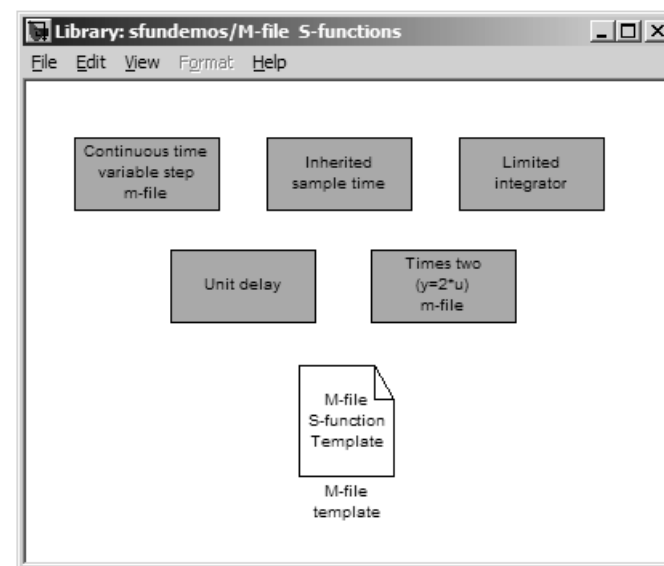 Library: sfundemos/M-file S-functions
File Edit View Format Help
Continuous time
variable step
m-file
Inherited
sample time
Limited
integrator
Unit delay
Times two
(y=2*u)
m-file
M-file
S-function
Template
M-file
template